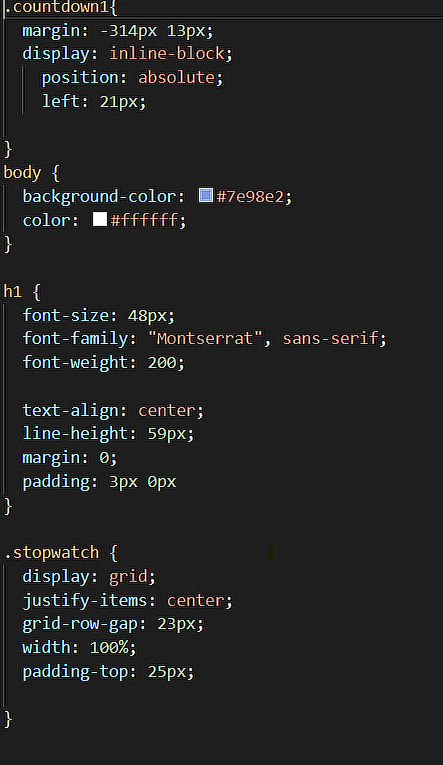 .countdown1{
margin: -314px 13px;
display: inline-block;
position: absolute;
left: 21px;
}
body {
background-color: #7e98e2;
color: #ffffff;
}
h1 {
font-size: 48px;
font-family: "Montserrat", sans-serif;
font-weight: 200;
text-align: center;
line-height: 59px;
margin: 0;
padding: 3px 0px
}
.stopwatch {
display: grid;
justify-items: center;
grid-row-gap: 23px;
width: 100%;
padding-top: 25px;
}